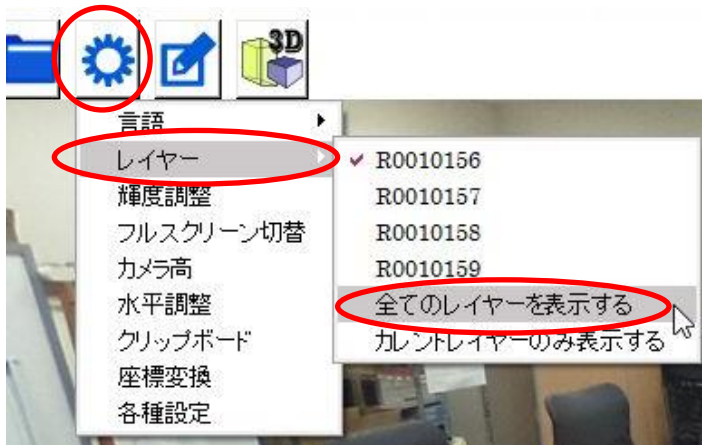 3D
言語
レイヤー
輝度調整
フルスクリーン切替
カメラ高
水平調整
クリップボード
座標変換
各種設定
R0010156
R0010157
R0010158
R0010159
全てのレイヤーを表示する
カレントレイヤーのみ表示する